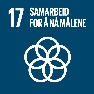 17 SAMARBEID
FOR Å NÅ MÅLENE